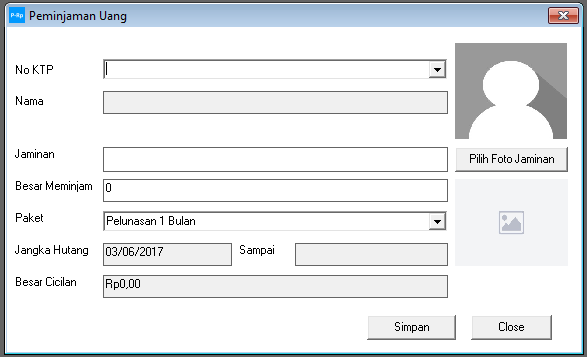 P-Rp Peminjaman Uang
No KTP
Nama
Jaminan
Pilih Foto Jaminan
Besar Meminjam 0
Paket Pelunasan 1 Bulan
Jangka Hutang 03/06/2017 Sampai
Besar Cicilan Rp0,00
Simpan Close